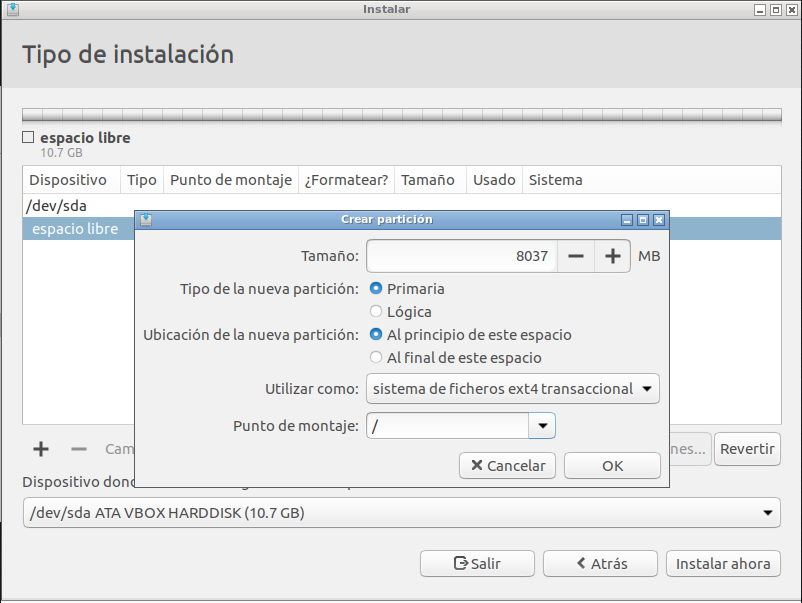 Instalar
Tipo de instalación
espacio libre
10.7 GB
Dispositivo Tipo Punto de montaje ¿Formatear? Tamaño Usado Sistema
/dev/sda
espacio libre
Crear partición
Tamaño: 8037 MB
Tipo de la nueva partición: Primaria
Lógica
Ubicación de la nueva partición: Al principio de este espacio
Al final de este espacio
Utilizar como: sistema de ficheros ext4 transaccional
Punto de montaje: /
Cancelar OK
+ − Cam nes... Revertir
Dispositivo
/dev/sda ATA VBOX HARDDISK (10.7 GB)
Salir Atrás Instalar ahora